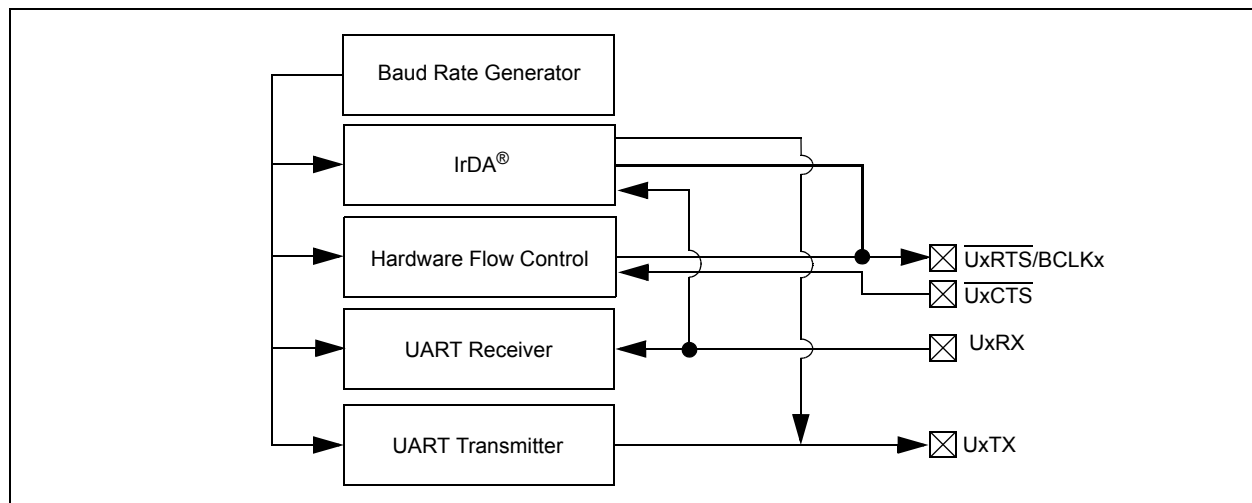 Baud Rate Generator
IrDA®
Hardware Flow Control
UxRTS/BCLKx
UxCTS
UART Receiver
UxRX
UART Transmitter
UxTX